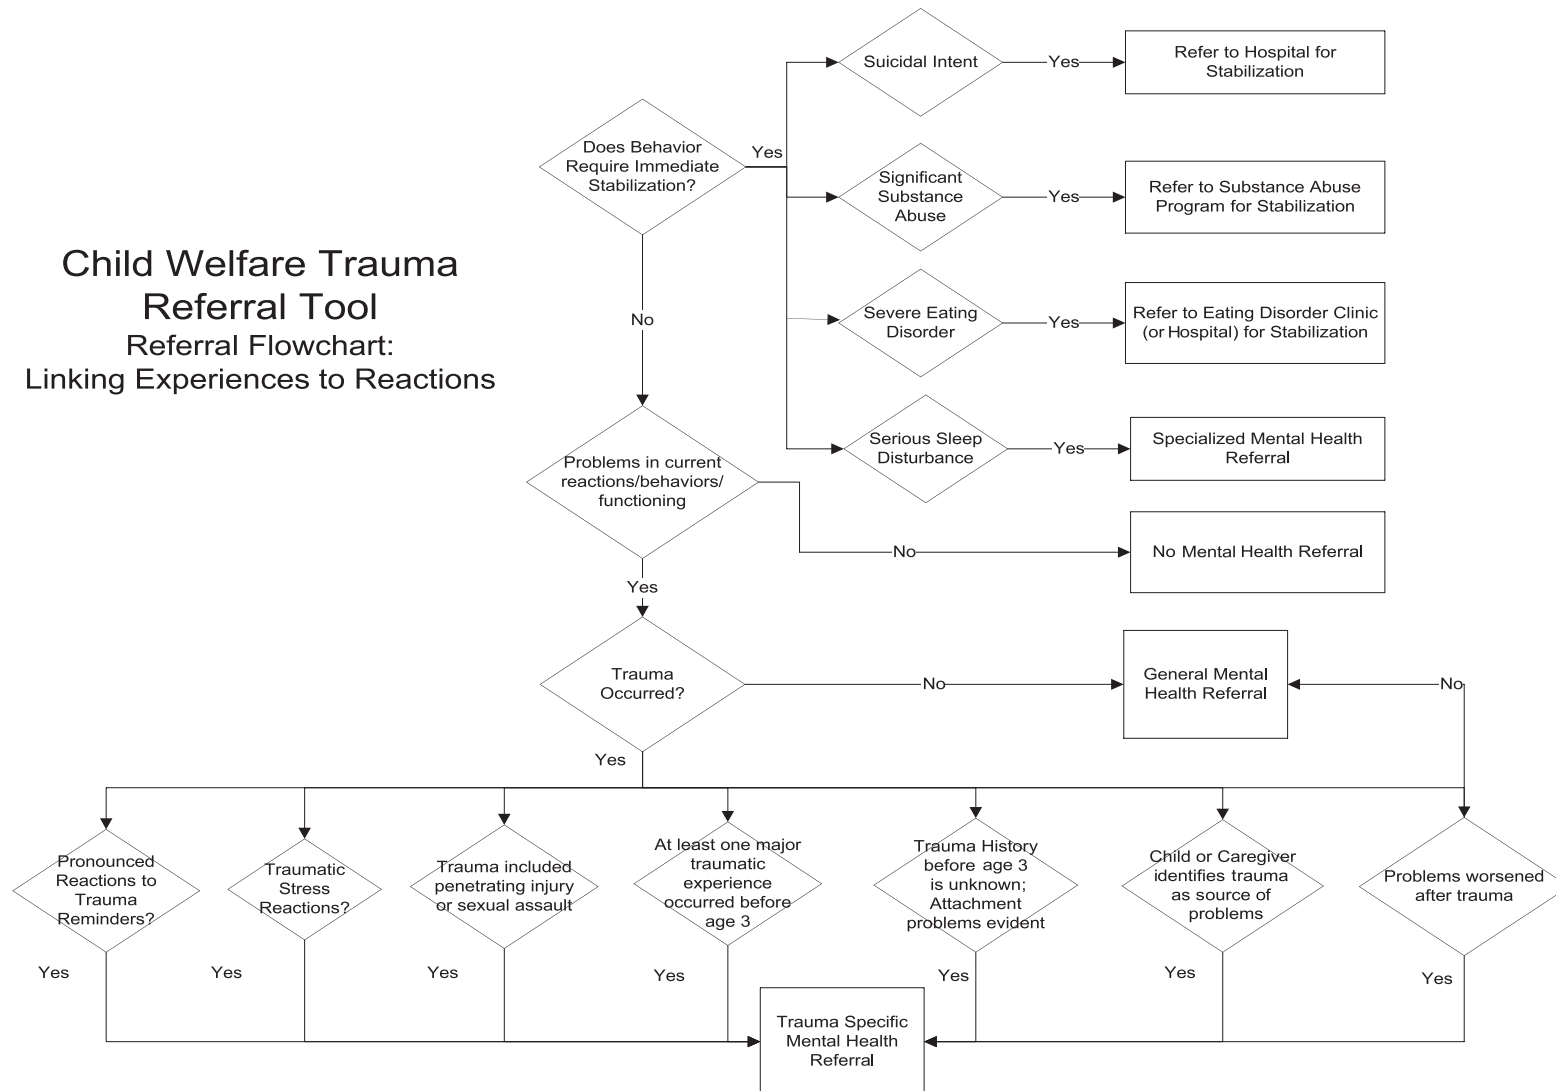 Child Welfare Trauma
Referral Tool
Referral Flowchart:
Linking Experiences to Reactions
Does Behavior
Require Immediate
Stabilization?
Yes
Suicidal Intent
Yes
Refer to Hospital for
Stabilization
Significant
Substance
Abuse
Yes
Refer to Substance Abuse
Program for Stabilization
Severe Eating
Disorder
Yes
Refer to Eating Disorder Clinic
(or Hospital) for Stabilization
Serious Sleep
Disturbance
Yes
Specialized Mental Health
Referral
No
Problems in current
reactions/behaviors/
functioning
No
No Mental Health Referral
Yes
Trauma
Occurred?
No
General Mental
Health Referral
No
Yes
Pronounced
Reactions to
Trauma
Reminders?
Yes
Traumatic
Stress
Reactions?
Yes
Trauma included
penetrating injury
or sexual assault
Yes
At least one major
traumatic
experience
occurred before
age 3
Yes
Trauma History
before age 3
is unknown;
Attachment
problems evident
Yes
Child or Caregiver
identifies trauma
as source of
problems
Yes
Problems worsened
after trauma
Yes
Trauma Specific
Mental Health
Referral